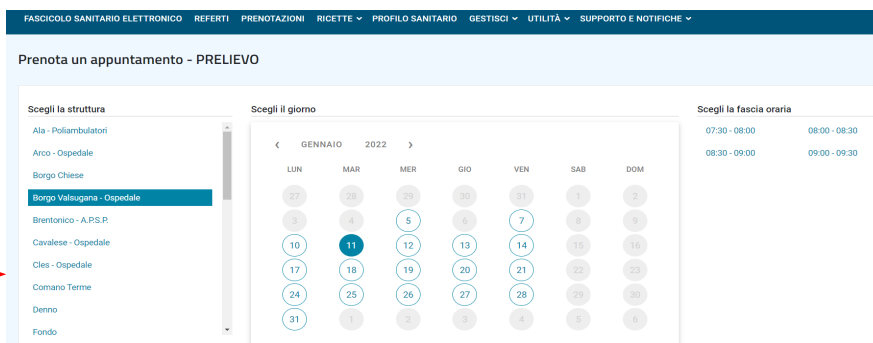 FASCICOLO SANITARIO ELETTRONICO REFERTI PRENOTAZIONI RICETTE PROFILO SANITARIO GESTISCI UTILITÀ SUPPORTO E NOTIFICHE
Prenota un appuntamento - PRELIEVO
Scegli la struttura
Ala - Poliambulatori
Arco - Ospedale
Borgo Chiese
Borgo Valsugana - Ospedale
Brentonico - A.P.S.P.
Cavalese - Ospedale
Cles - Ospedale
Comano Terme
Denno
Fondo
Scegli il giorno
GENNAIO 2022
LUN MAR MER GIO VEN SAB DOM
27 28 29 30 31 1 2
3 4 5 6 7 8 9
10 11 12 13 14 15 16
17 18 19 20 21 22 23
24 25 26 27 28 29 30
31 1 2 3 4 5 6
Scegli la fascia oraria
07:30 - 08:00 08:00 - 08:30
08:30 - 09:00 09:00 - 09:30